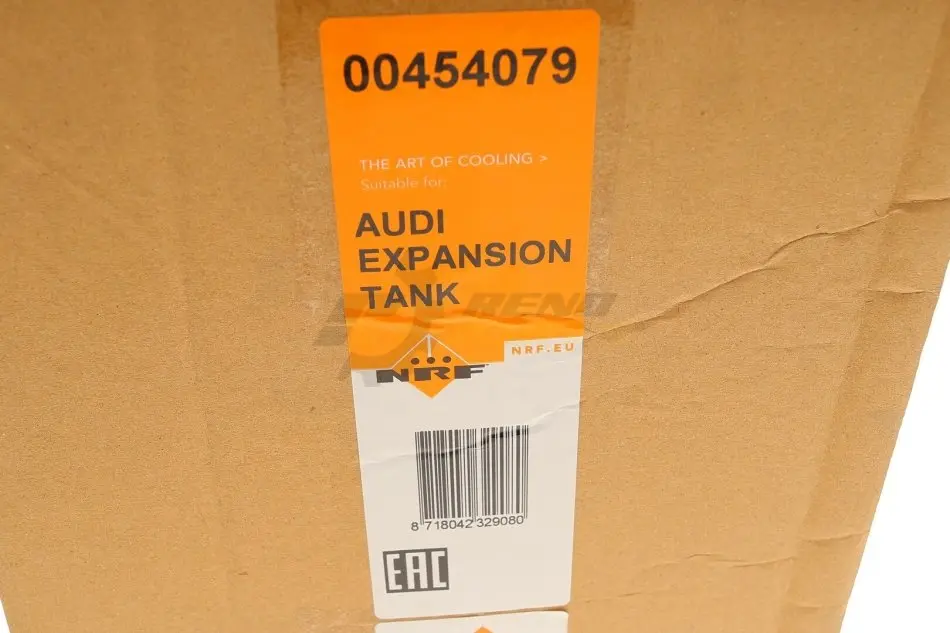 00454079
THE ART OF COOLING >
Suitable for:
AUDI
EXPANSION
TANK
NRF.EU
NRF
8 718042 329080
EAC